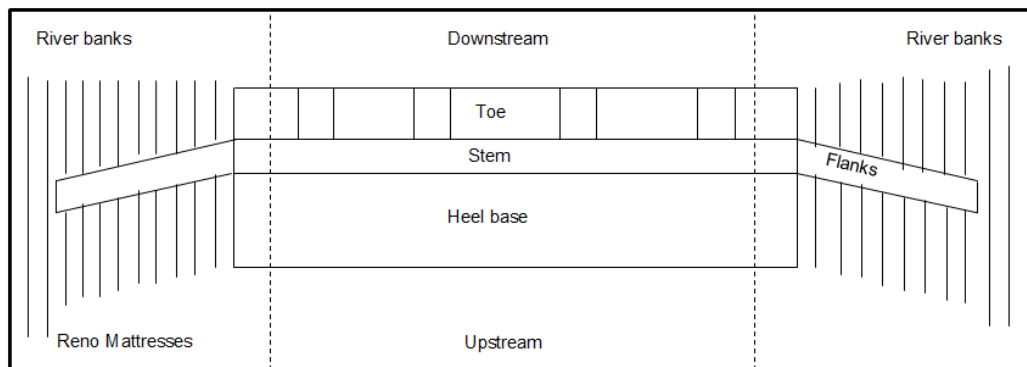 River banks
Downstream
River banks
Toe
Stem
Flanks
Heel base
Reno Mattresses
Upstream